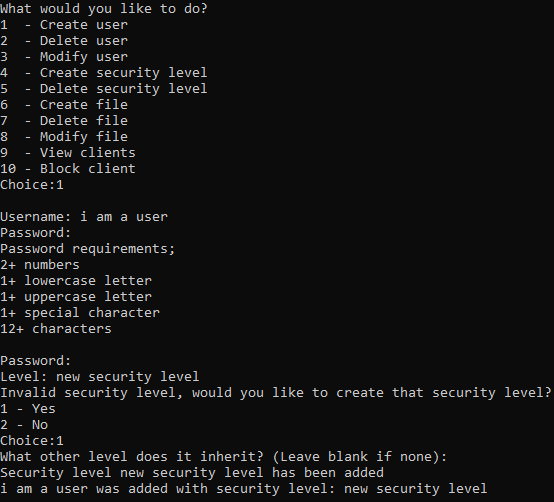 What would you like to do?
1  - Create user
2  - Delete user
3  - Modify user
4  - Create security level
5  - Delete security level
6  - Create file
7  - Delete file
8  - Modify file
9  - View clients
10 - Block client
Choice:1

Username: i am a user
Password:
Password requirements;
2+ numbers
1+ lowercase letter
1+ uppercase letter
1+ special character
12+ characters

Password:
Level: new security level
Invalid security level, would you like to create that security level?
1 - Yes
2 - No
Choice:1
What other level does it inherit? (Leave blank if none):
Security level new security level has been added
i am a user was added with security level: new security level